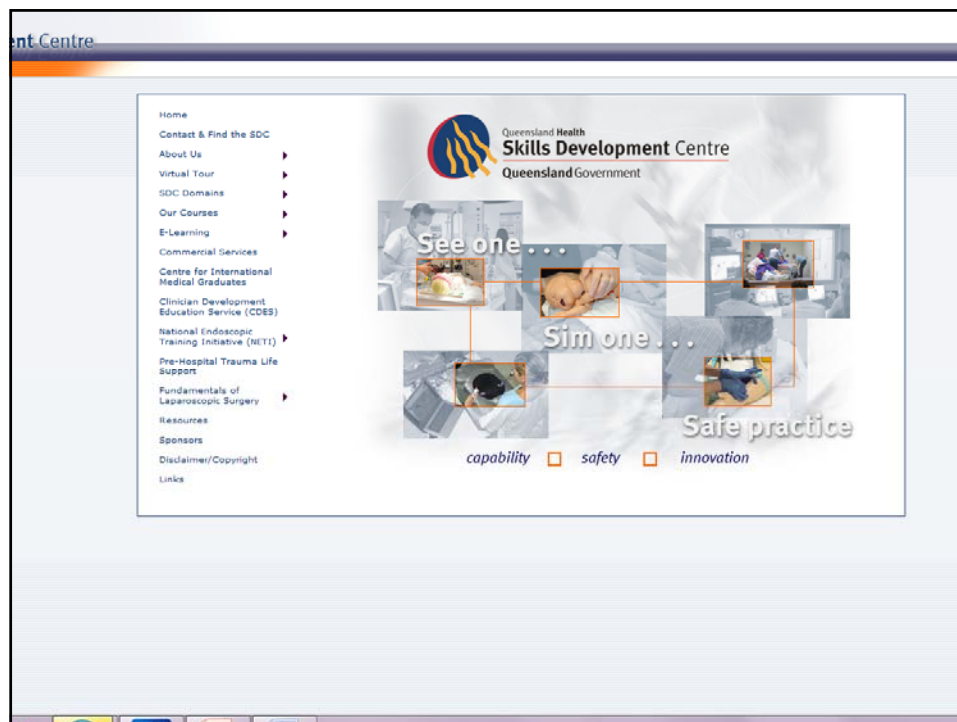 ent Centre
Home
Contact & Find the SDC
About Us
Virtual Tour
SDC Domains
Our Courses
E-Learning
Commercial Services
Centre for International
Medical Graduates
Clinician Development
Education Service (CDES)
National Endoscopic
Training Initiative (NETI)
Pre-Hospital Trauma Life
Support
Fundamentals of
Laparoscopic Surgery
Resources
Sponsors
Disclaimer/Copyright
Links
Queensland Health
Skills Development Centre
Queensland Government
See one . . .
Sim one . . .
Safe practice
capability safety innovation